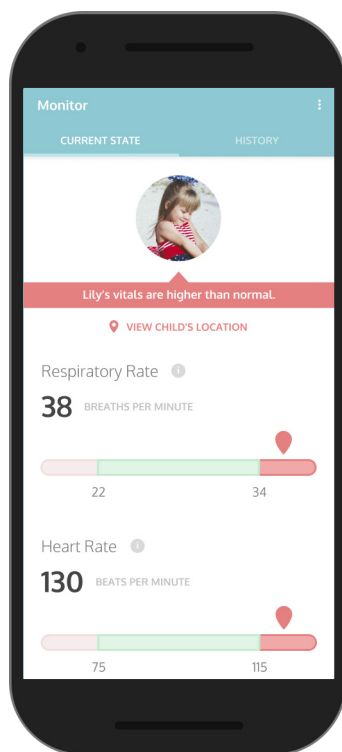 Monitor
CURRENT STATE HISTORY
Lily's vitals are higher than normal.
VIEW CHILD'S LOCATION
Respiratory Rate i
38 BREATHS PER MINUTE
22 34
Heart Rate i
130 BEATS PER MINUTE
75 115